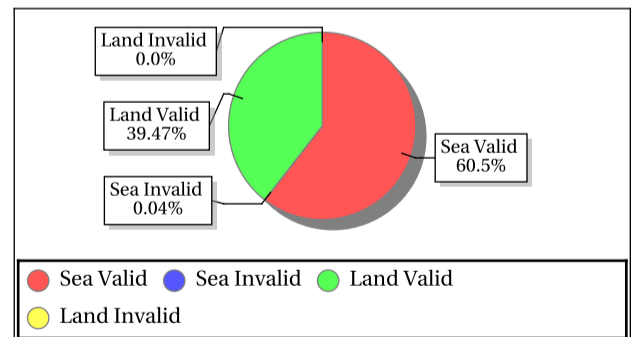 Land Invalid
0.0%
Land Valid
39.47%
Sea Valid
60.5%
Sea Invalid
0.04%
Sea Valid Sea Invalid Land Valid
Land Invalid